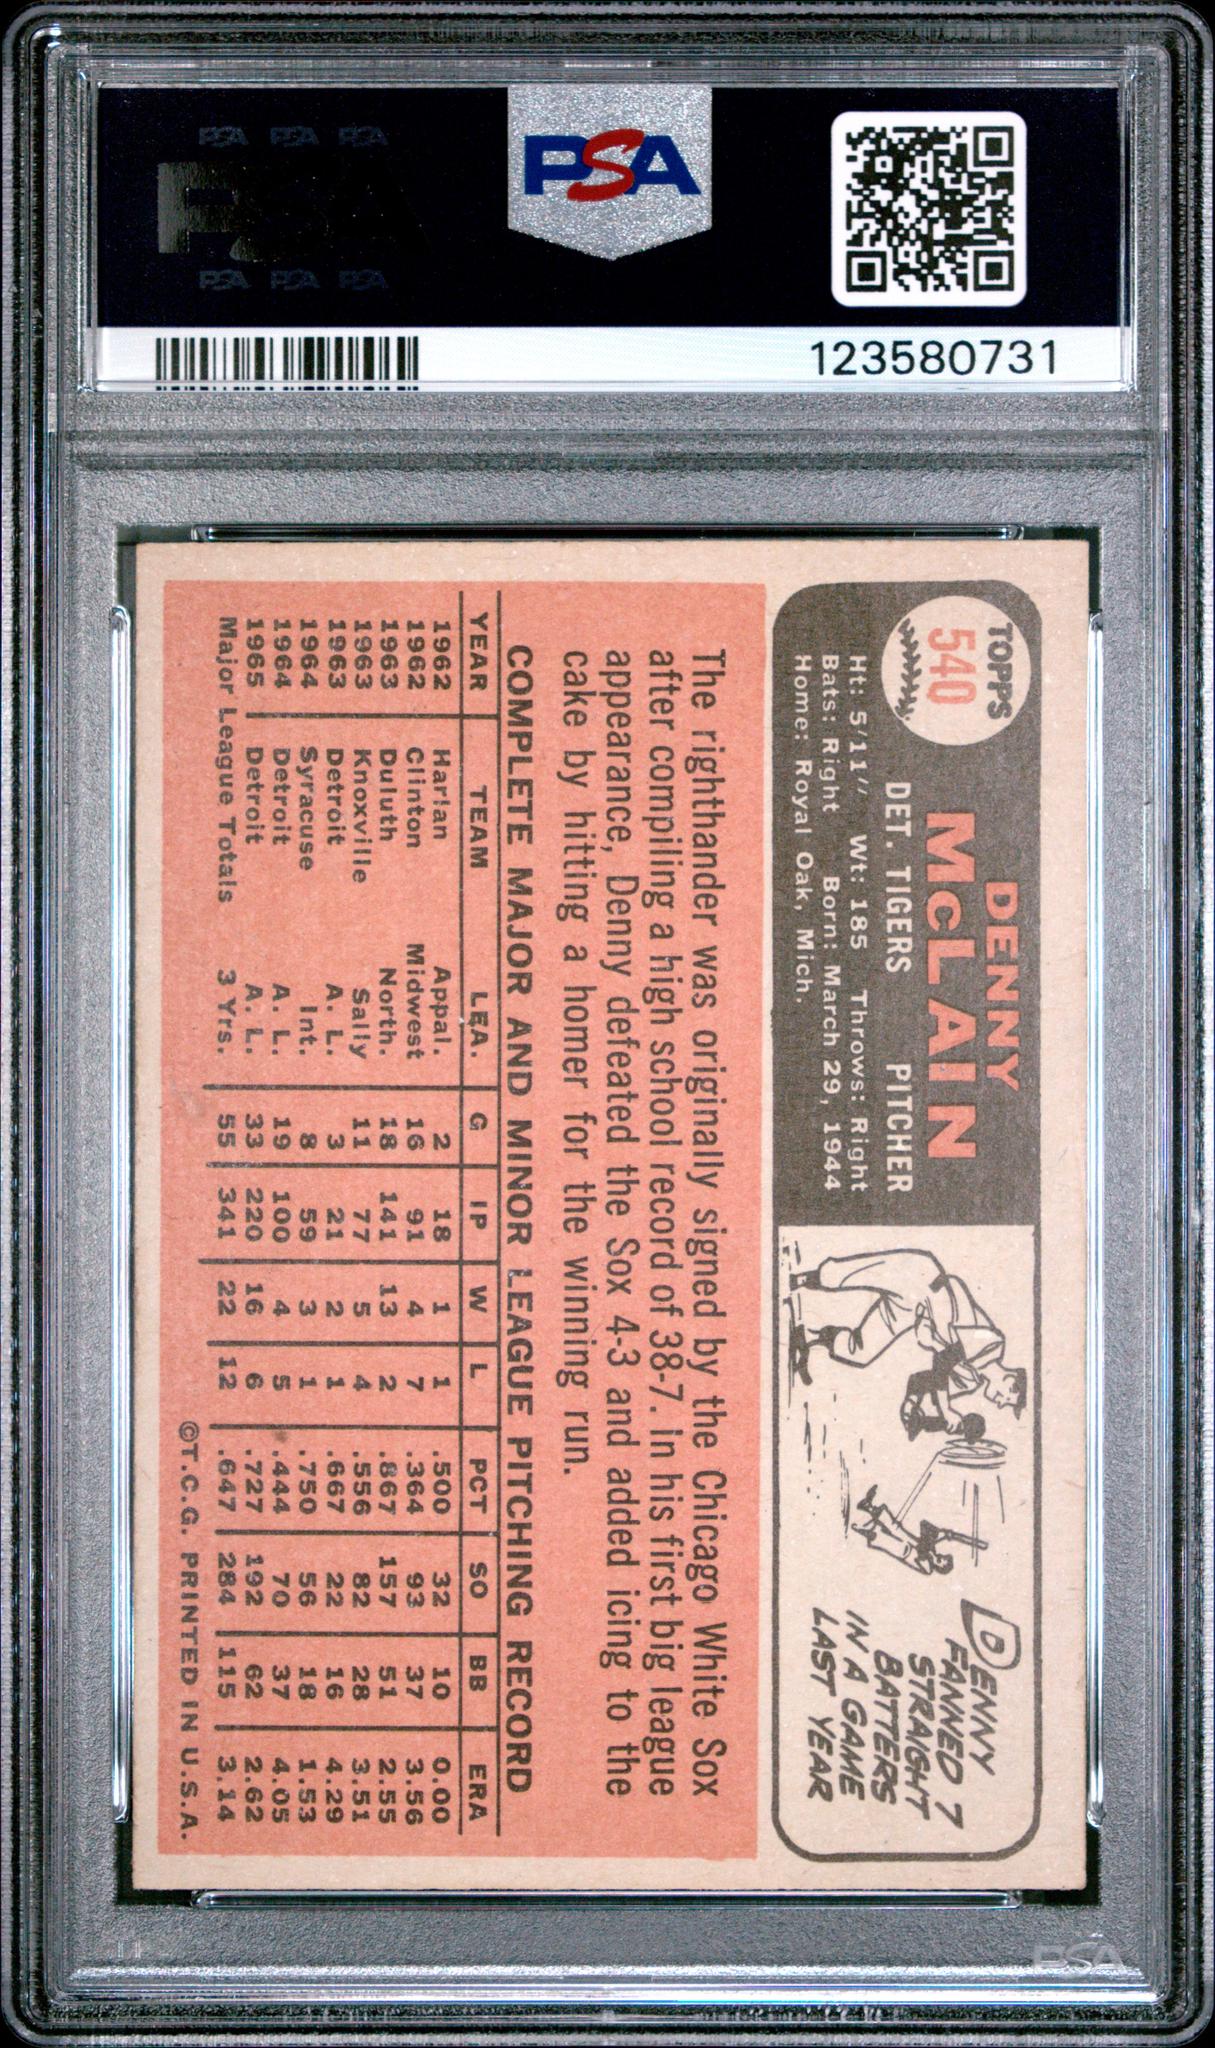 PSA PSA PSA
PSA
PSA PSA PSA
PSA
123580731
TOPPS
540
DENNY
McLAIN
DET. TIGERS PITCHER
Ht: 5'11" Wt: 185 Throws: Right
Bats: Right Born: March 29, 1944
Home: Royal Oak, Mich.
DENNY
FANNED 7
STRAIGHT
BATTERS
IN A GAME
LAST YEAR
The righthander was originally signed by the Chicago White Sox
after compiling a high school record of 38-7. In his first big league
appearance, Denny defeated the Sox 4-3 and added icing to the
cake by hitting a homer for the winning run.
COMPLETE MAJOR AND MINOR LEAGUE PITCHING RECORD
YEAR TEAM LEA. G IP W L PCT SO BB ERA
1962 Harlan Appal. 2 18 1 1 .500 32 10 0.00
1962 Clinton Midwest 16 91 4 7 .364 93 37 3.56
1963 Duluth North. 18 141 13 2 .867 157 51 2.55
1963 Knoxville Sally 11 77 5 4 .556 82 28 3.51
1963 Detroit A. L. 3 21 2 1 .667 22 16 4.29
1964 Syracuse Int. 8 59 3 1 .750 56 18 1.53
1964 Detroit A. L. 19 100 4 5 .444 70 37 4.05
1965 Detroit A. L. 33 220 16 6 .727 192 62 2.62
Major League Totals 3 Yrs. 55 341 22 12 .647 284 115 3.14
©T.C.G. PRINTED IN U.S.A.
PSA